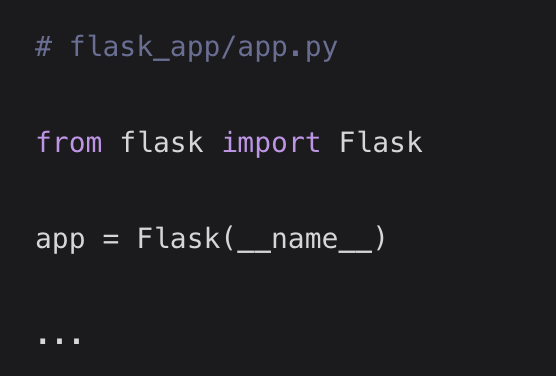 # flask_app/app.py
from flask import Flask
app = Flask(__name__)
...